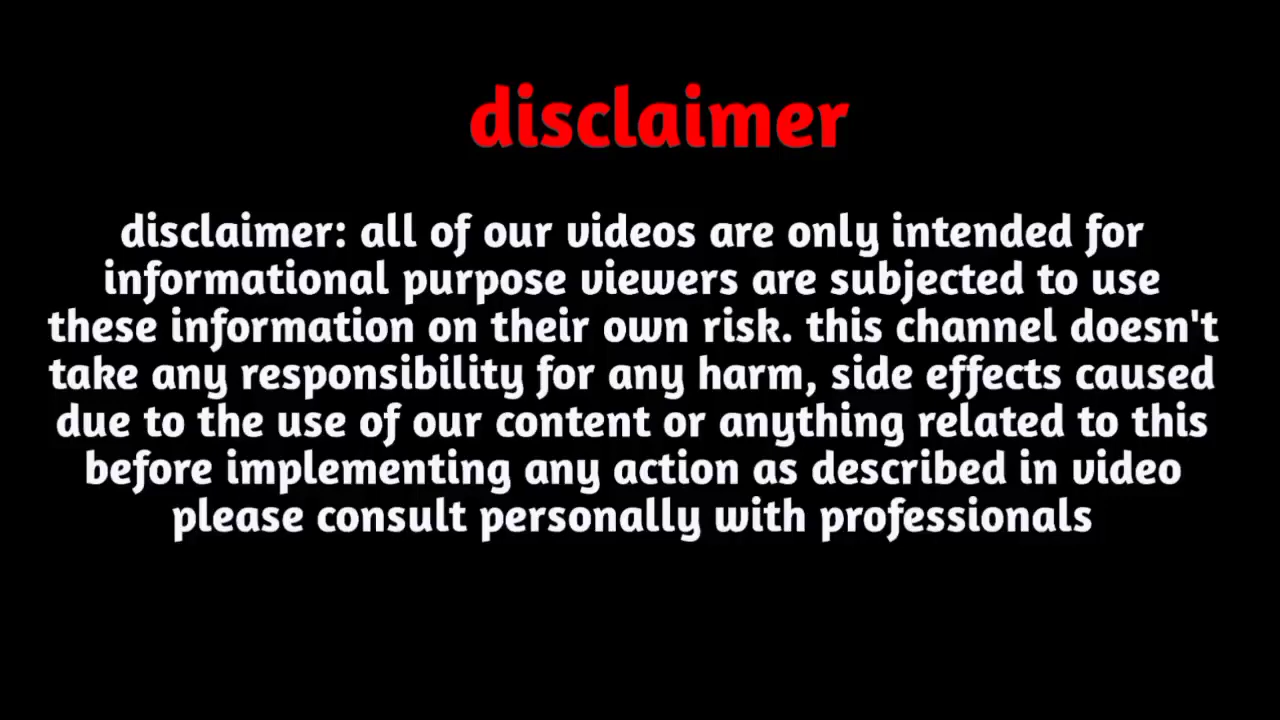 disclaimer
disclaimer: all of our videos are only intended for
informational purpose viewers are subjected to use
these information on their own risk. this channel doesn't
take any responsibility for any harm, side effects caused
due to the use of our content or anything related to this
before implementing any action as described in video
please consult personally with professionals